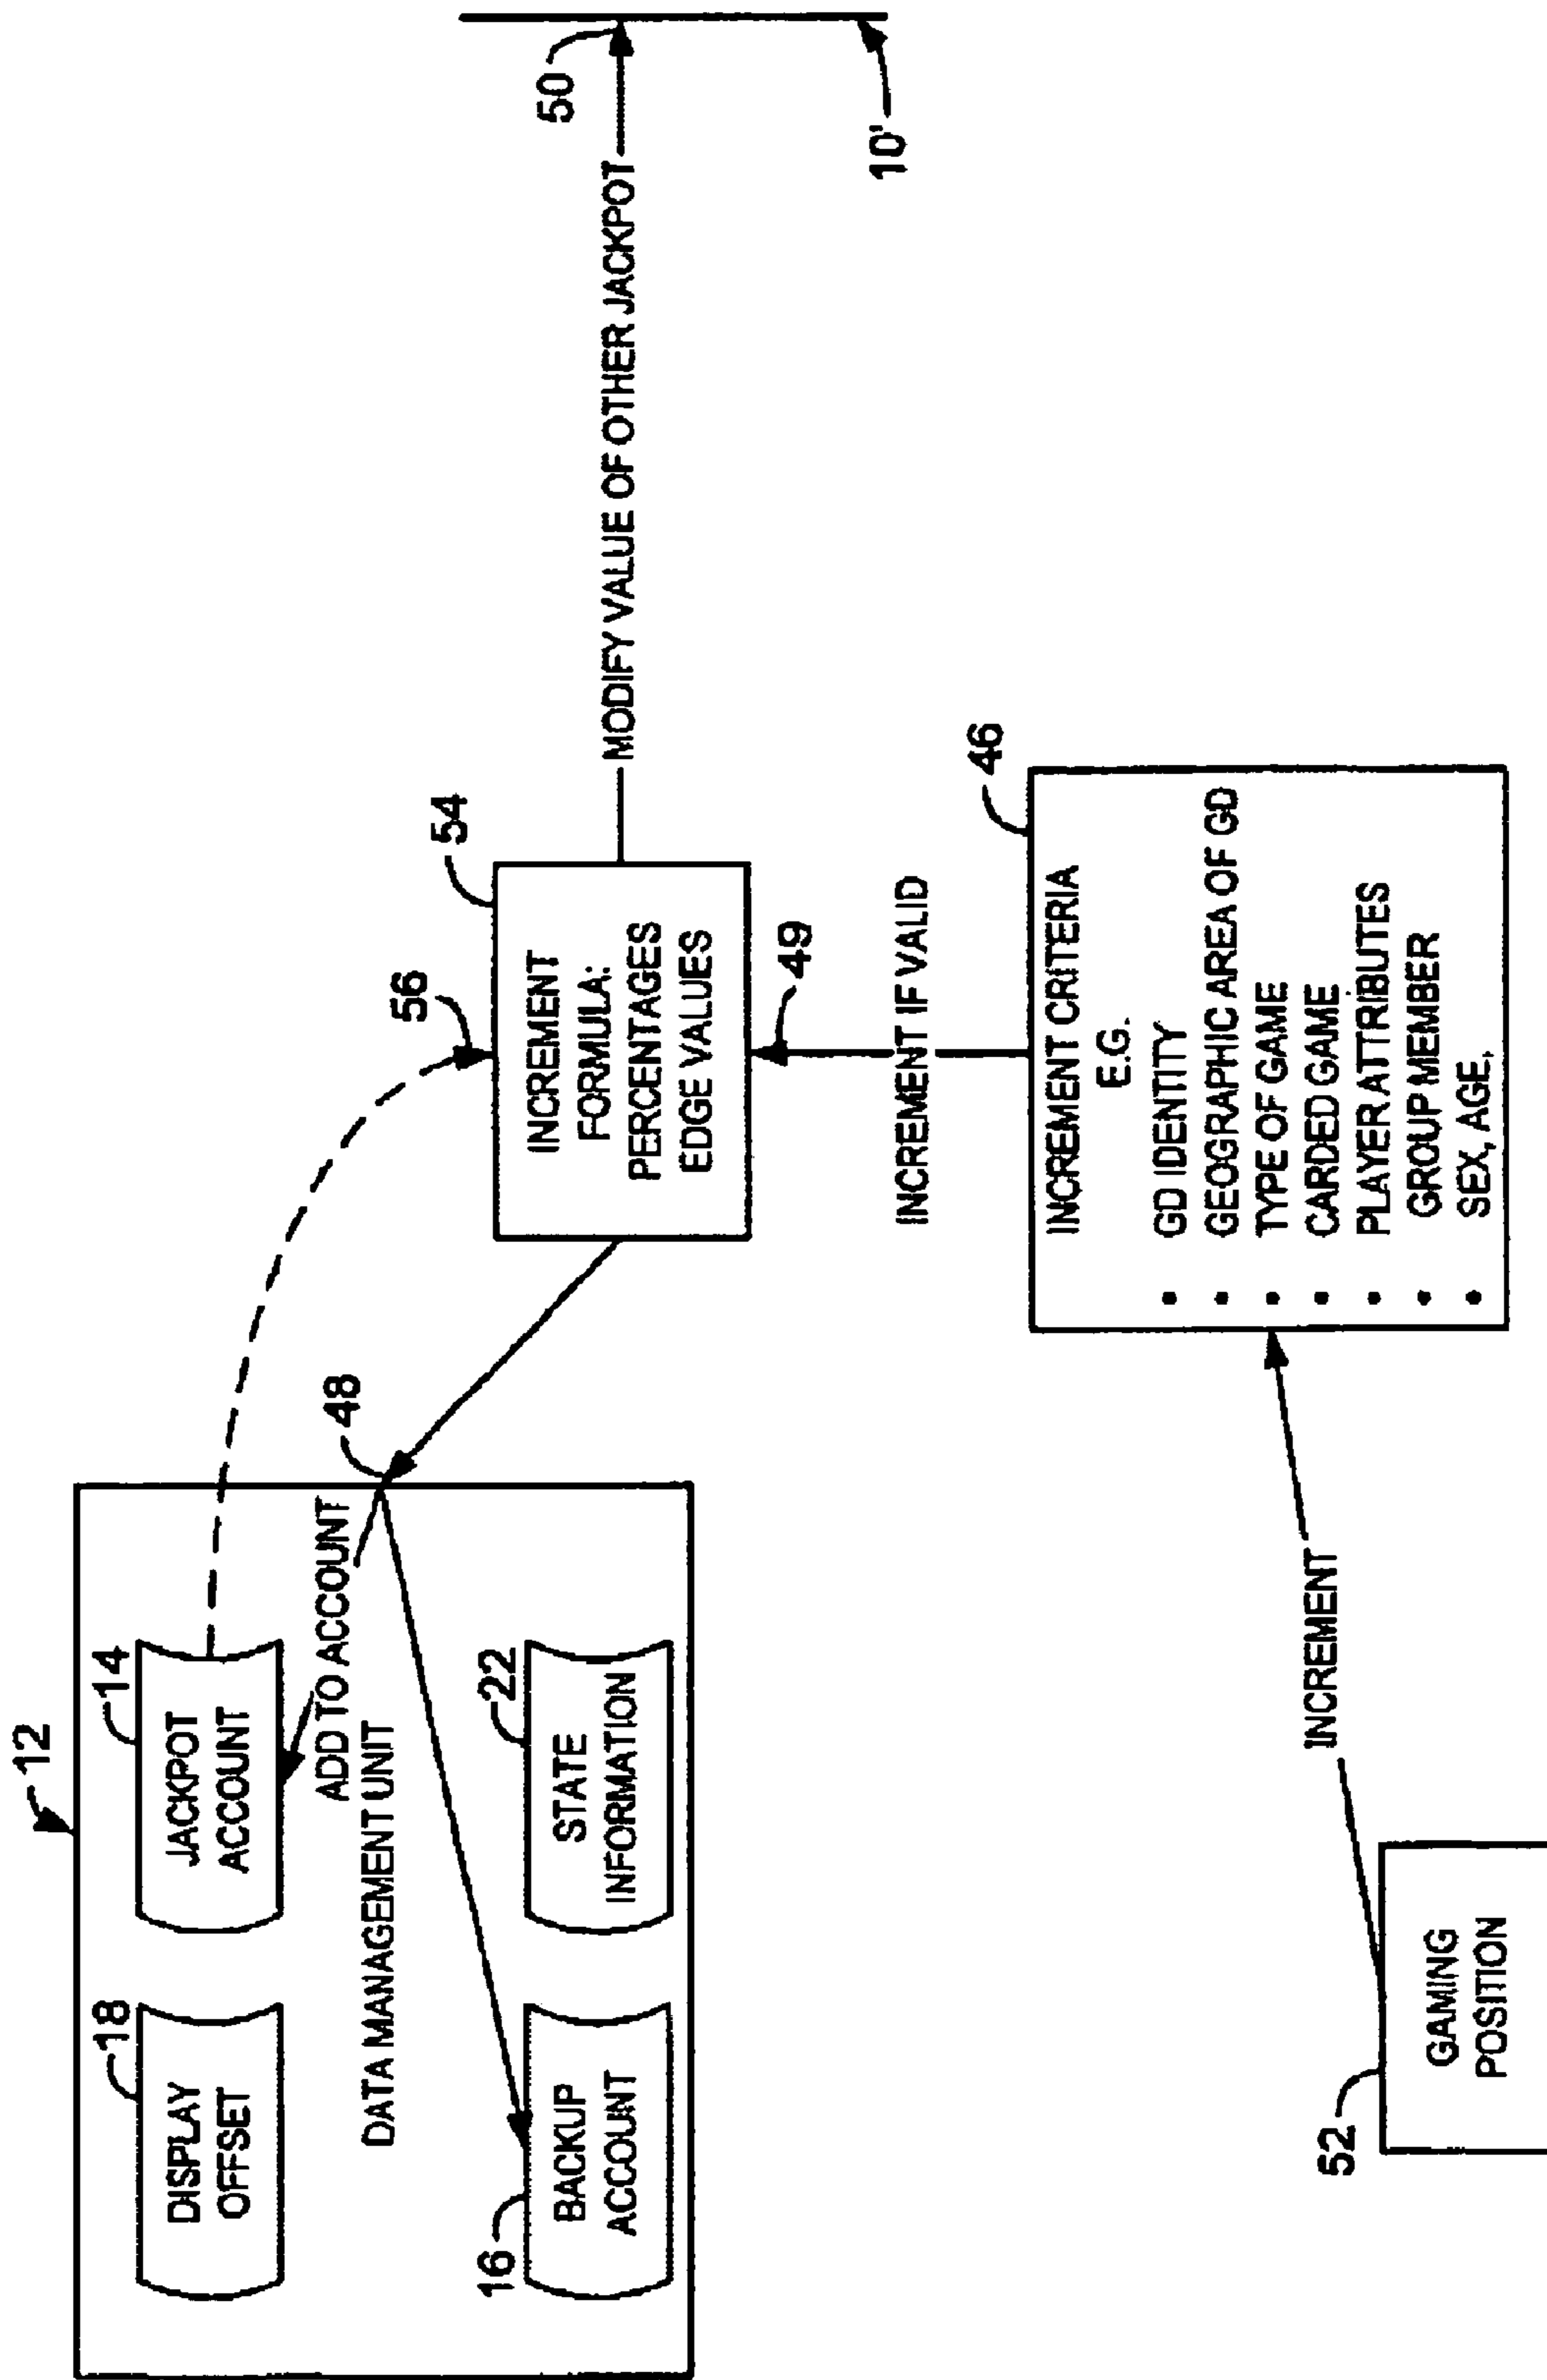 12
18
DISPLAY
OFFSET
14
JACKPOT
ACCOUNT
ADD TO ACCOUNT
48
DATA MANAGEMENT UNIT
16
BACKUP
ACCOUNT
22
STATE
INFORMATION
56
54
INCREMENT
FORMULA:
PERCENTAGES
EDGE VALUES
49
MODIFY VALUE OF OTHER JACKPOT
50
10'
INCREMENT IF VALID
46
INCREMENT CRITERIA
E.G.
• GD IDENTITY
• GEOGRAPHIC AREA OF GD
• TYPE OF GAME
• CARDED GAME
• PLAYER ATTRIBUTES
• GROUP MEMBER
• SEX, AGE,
INCREMENT
52
GAMING
POSITION